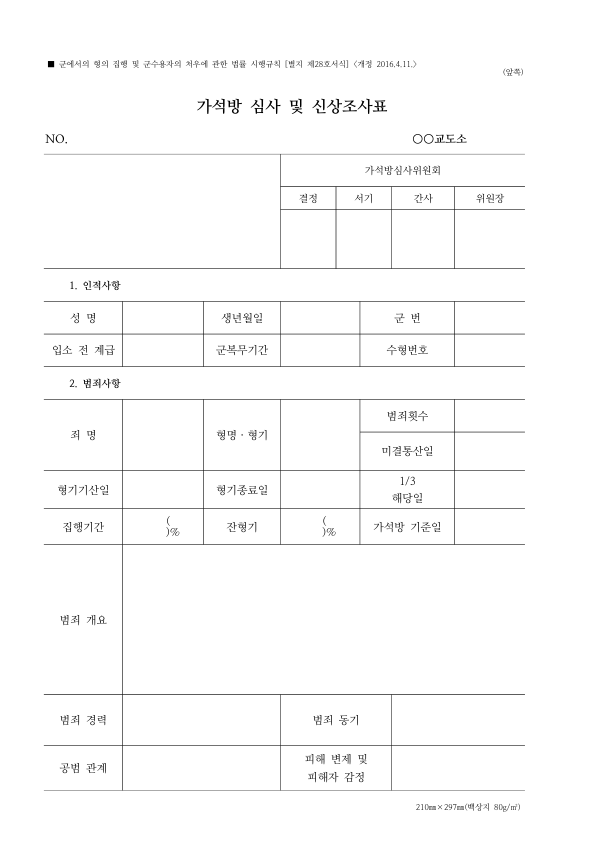 ■ 군에서의 형의 집행 및 군수용자의 처우에 관한 법률 시행규칙 [별지 제28호서식] <개정 2016.4.11.>
(앞쪽)
가석방 심사 및 신상조사표
NO.
○○교도소
가석방심사위원회
결정 서기 간사 위원장
1. 인적사항
성 명 생년월일 군 번
입소 전 계급 군복무기간 수형번호
2. 범죄사항
죄 명 형명·형기 범죄횟수
미결통산일
형기기산일 형기종료일 1/3
해당일
집행기간 (
)% 잔형기 (
)% 가석방 기준일
범죄 개요
범죄 경력 범죄 동기
공범 관계 피해 변제 및
피해자 감정
210㎜×297㎜(백상지 80g/㎡)